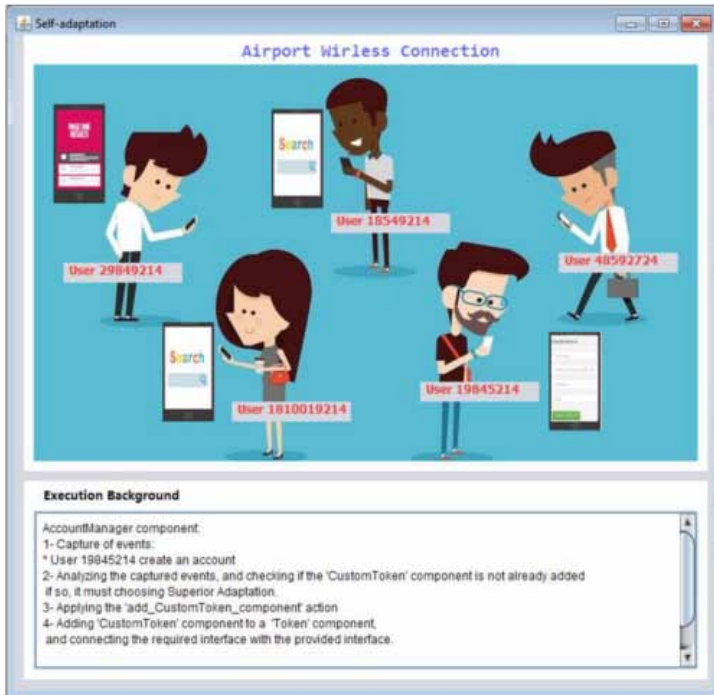 Self-adaptation
Airport Wirless Connection
PAGE ONE
RESULTS
Search
User 18549214
User 29849214
User 48592724
Search
User 1810019214
User 19845214
Execution Background
AccountManager component:
1- Capture of events:
* User 19845214 create an account
2- Analyzing the captured events, and checking if the 'CustomToken' component is not already added
if so, it must choosing Superior Adaptation.
3- Applying the 'add_CustomToken_component' action
4- Adding 'CustomToken' component to a 'Token' component,
and connecting the required interface with the provided interface.